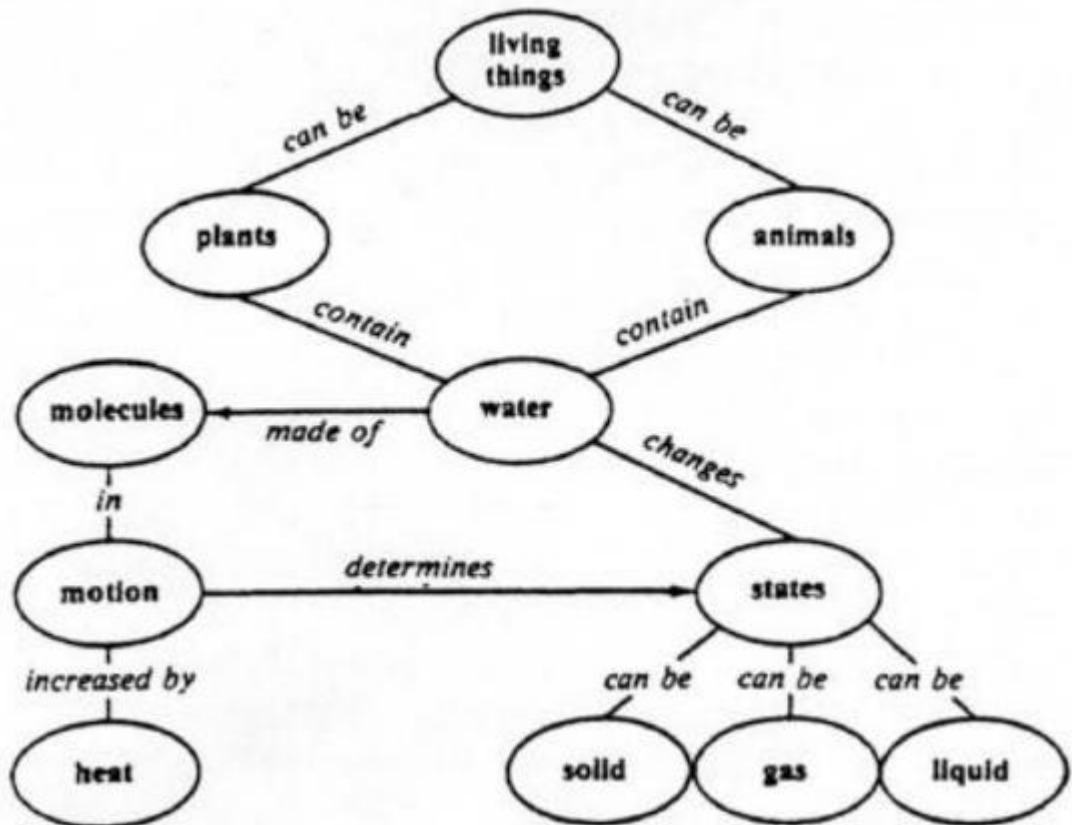 living
things
can be
can be
plants
animals
contain
contain
molecules
water
made of
changes
in
motion
determines
states
increased by
can be
can be
can be
heat
solid
gas
liquid